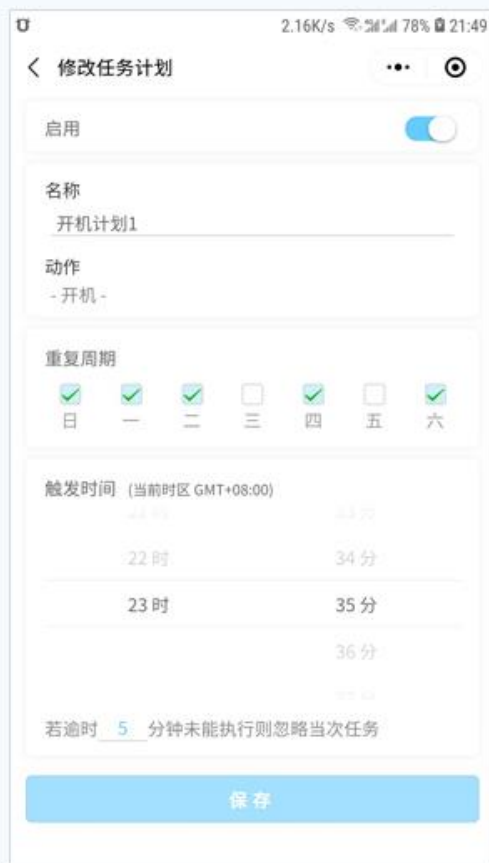 2.16K/s 78% 21:49
修改任务计划
启用
名称
开机计划1
动作
- 开机 -
重复周期
日 一 二 三 四 五 六
触发时间 (当前时区 GMT+08:00)
22 时 34 分
23 时 35 分
36 分
若逾时 5 分钟未能执行则忽略当次任务
保存